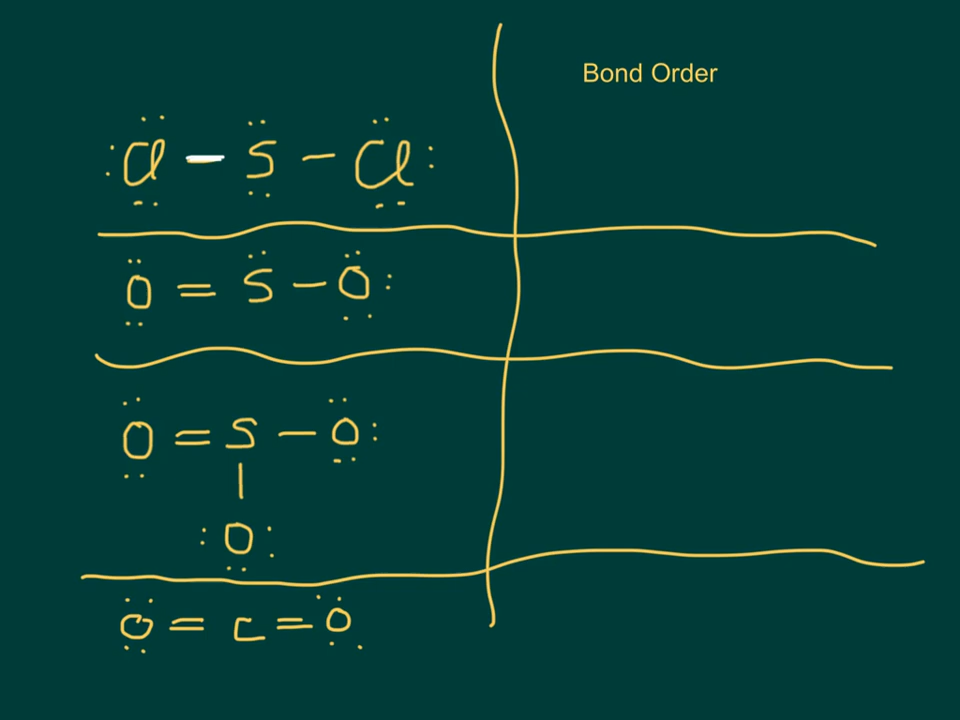 Bond Order
Cl − S − Cl
O = S − O
O = S − O
|
O
O = C = O